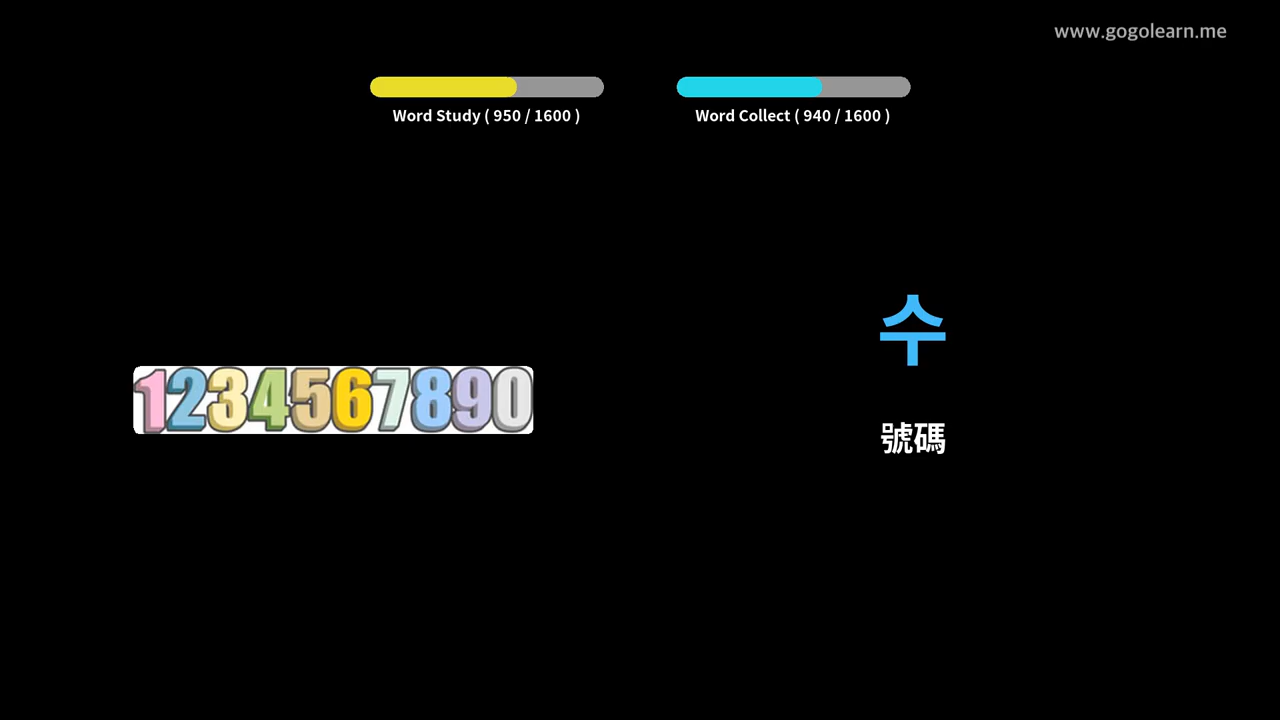 www.gogolearn.me
Word Study ( 950 / 1600 )
Word Collect ( 940 / 1600 )
수
1234567890
號碼